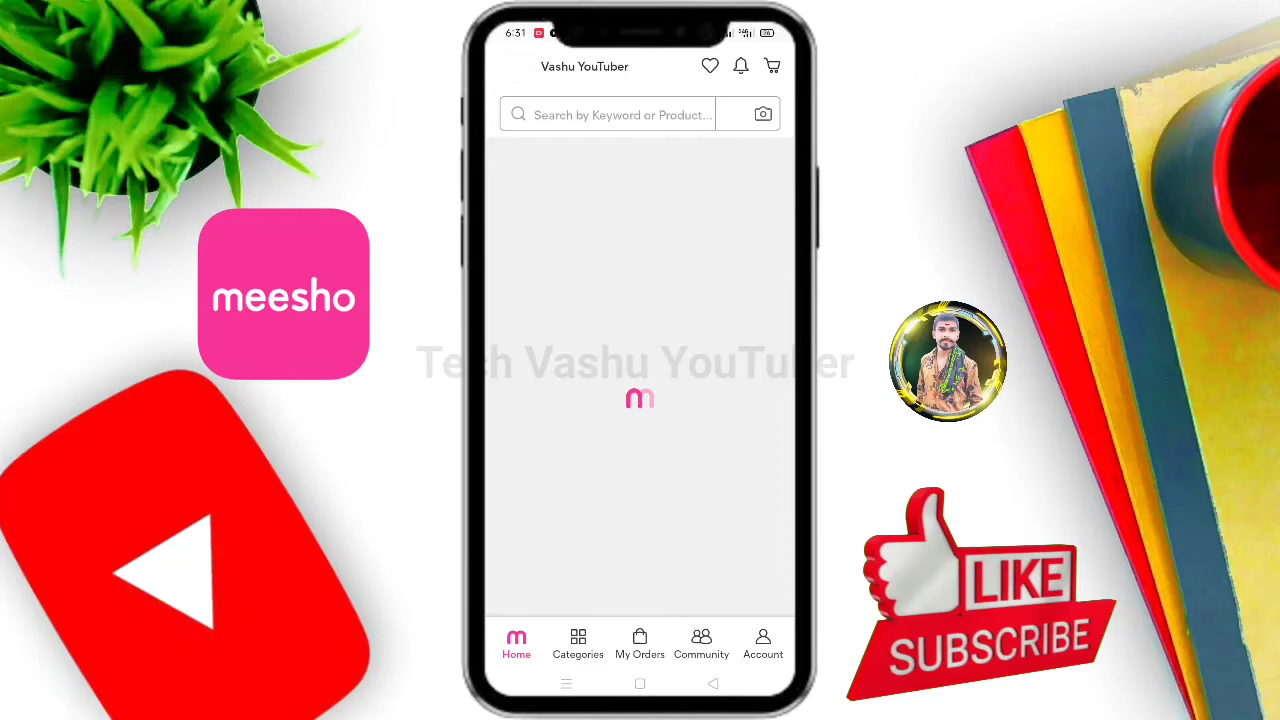 6:31
Vashu YouTuber
Search by Keyword or Product...
meesho
Tech Vashu YouTuber
LIKE
SUBSCRIBE
Home
Categories
My Orders
Community
Account